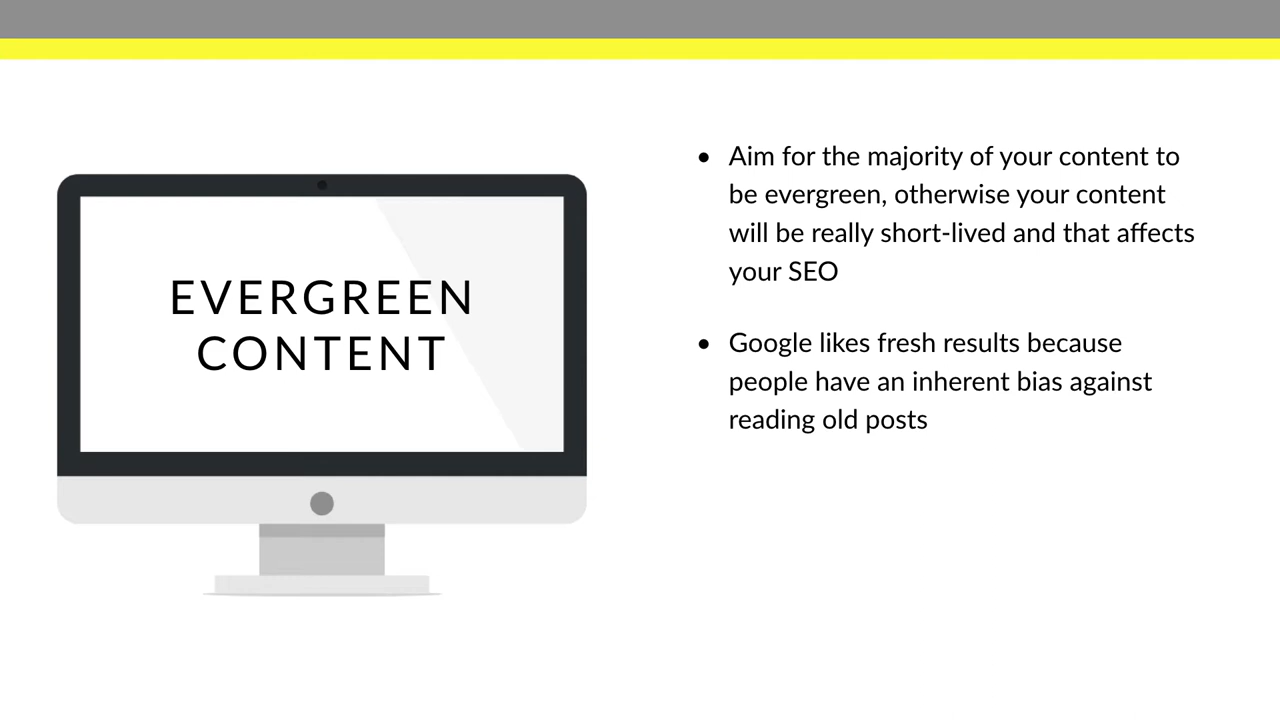 EVERGREEN
CONTENT
• Aim for the majority of your content to
be evergreen, otherwise your content
will be really short-lived and that affects
your SEO
• Google likes fresh results because
people have an inherent bias against
reading old posts